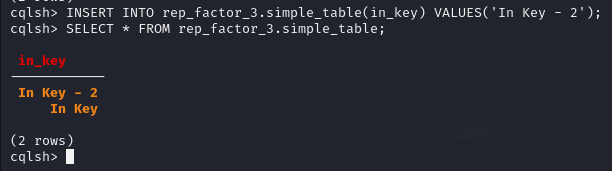 cqlsh> INSERT INTO rep_factor_3.simple_table(in_key) VALUES('In Key - 2');
cqlsh> SELECT * FROM rep_factor_3.simple_table;
in_key
In Key - 2
In Key
(2 rows)
cqlsh>